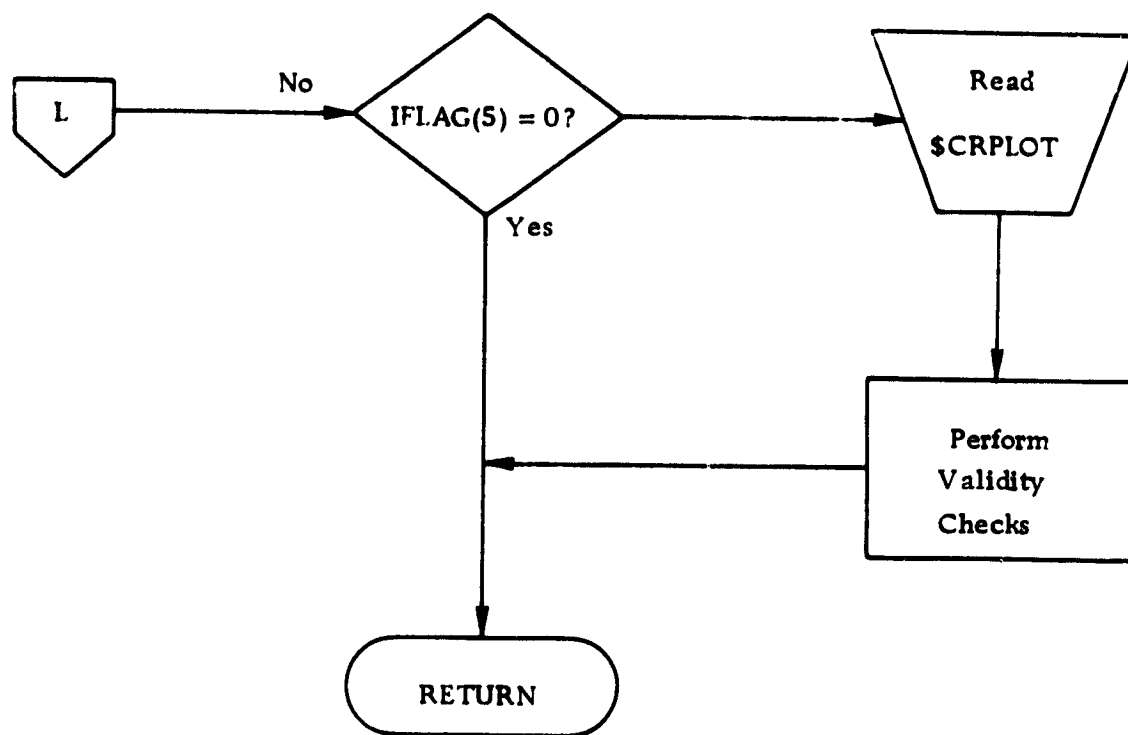 L
No
IFLAG(5) = 0?
Read
$CRPLOT
Yes
Perform
Validity
Checks
RETURN